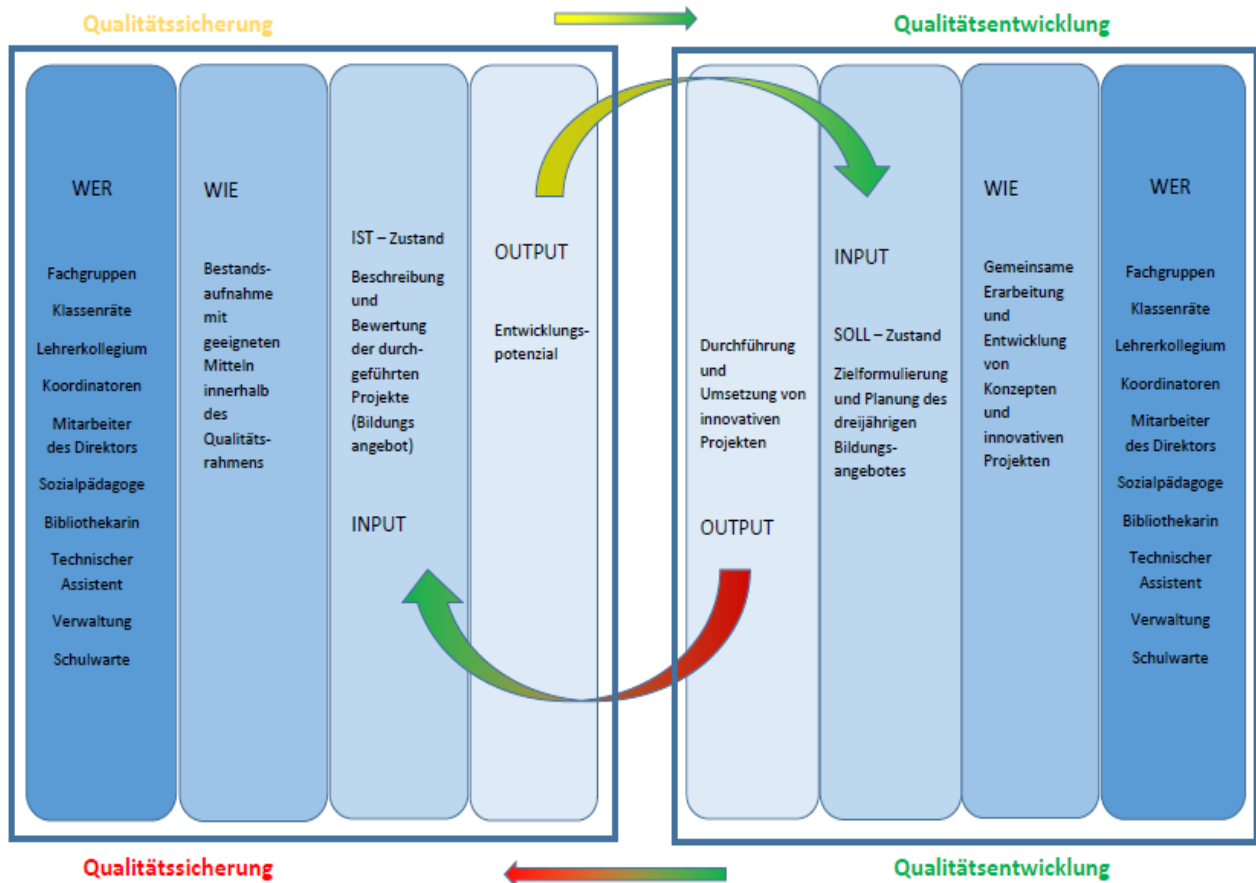 Qualitätssicherung
Qualitätsentwicklung
WER
Fachgruppen
Klassenräte
Lehrerkollegium
Koordinatoren
Mitarbeiter
des Direktors
Sozialpädagoge
Bibliothekarin
Technischer
Assistent
Verwaltung
Schulwarte
WIE
Bestands-
aufnahme
mit
geeigneten
Mitteln
innerhalb
des
Qualitäts-
rahmens
IST – Zustand
Beschreibung
und
Bewertung
der durch-
geführten
Projekte
(Bildungs
angebot)
INPUT
OUTPUT
Entwicklungs-
potenzial
Durchführung
und
Umsetzung von
innovativen
Projekten
OUTPUT
INPUT
SOLL – Zustand
Zielformulierung
und Planung des
dreijährigen
Bildungs-
angebotes
WIE
Gemeinsame
Erarbeitung
und
Entwicklung
von
Konzepten
und
innovativen
Projekten
WER
Fachgruppen
Klassenräte
Lehrerkollegium
Koordinatoren
Mitarbeiter
des Direktors
Sozialpädagoge
Bibliothekarin
Technischer
Assistent
Verwaltung
Schulwarte
Qualitätssicherung
Qualitätsentwicklung